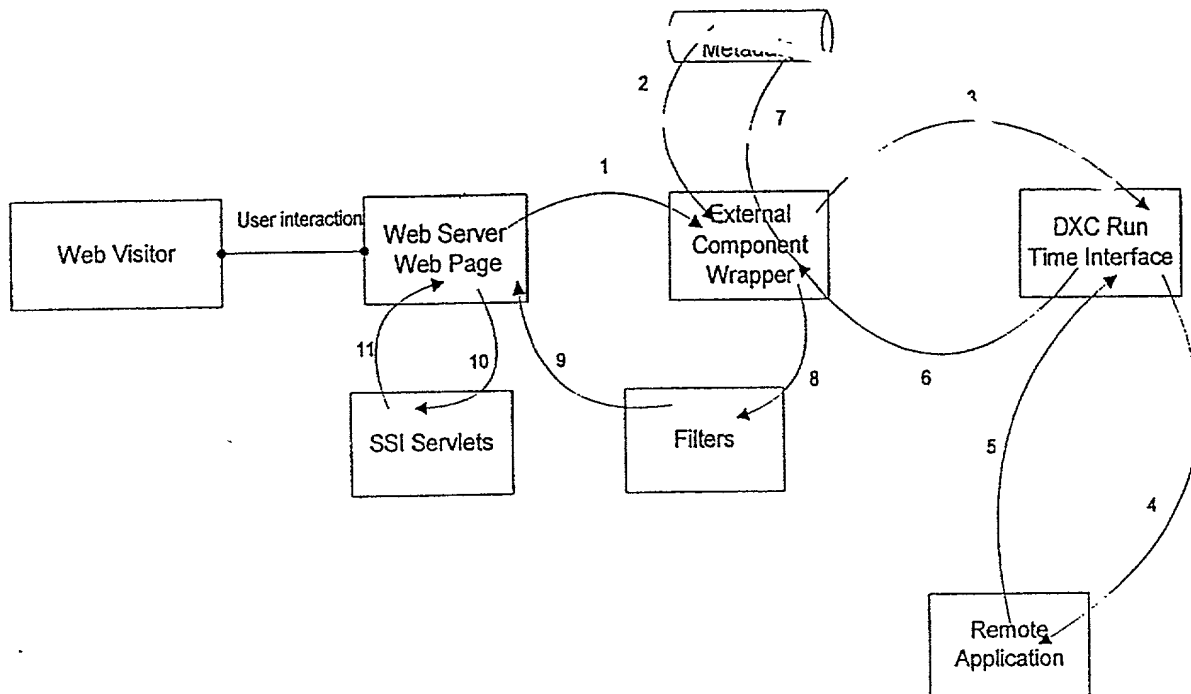 2
7
3
1
User interaction
Web Visitor
Web Server
Web Page
External
Component
Wrapper
DXC Run
Time Interface
11
10
9
8
6
SSI Servlets
Filters
5
4
Remote
Application